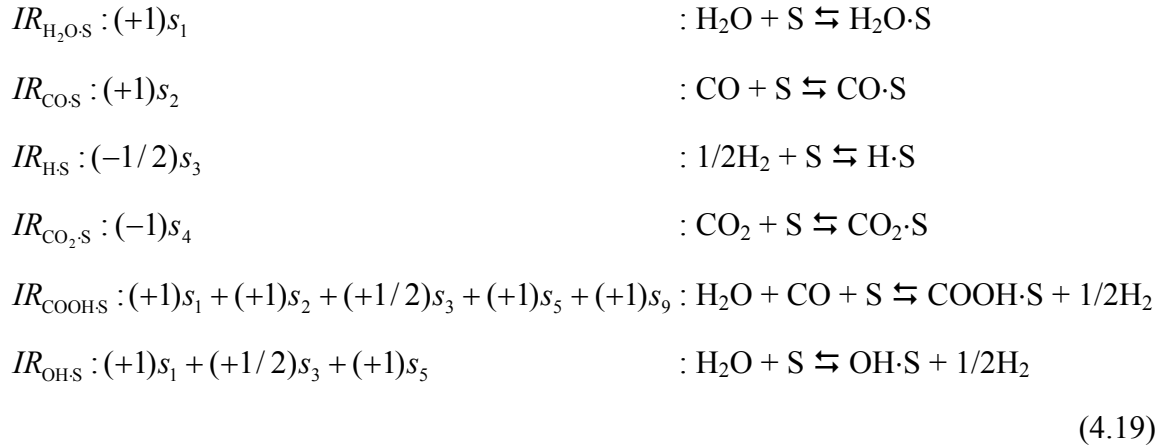 IR_{H₂O·S} : (+1)s₁ : H₂O + S ⇆ H₂O·S
IR_{CO·S} : (+1)s₂ : CO + S ⇆ CO·S
IR_{H·S} : (−1/2)s₃ : 1/2H₂ + S ⇆ H·S
IR_{CO₂·S} : (−1)s₄ : CO₂ + S ⇆ CO₂·S
IR_{COOH·S} : (+1)s₁ + (+1)s₂ + (+1/2)s₃ + (+1)s₅ + (+1)s₉ : H₂O + CO + S ⇆ COOH·S + 1/2H₂
IR_{OH·S} : (+1)s₁ + (+1/2)s₃ + (+1)s₅ : H₂O + S ⇆ OH·S + 1/2H₂
(4.19)